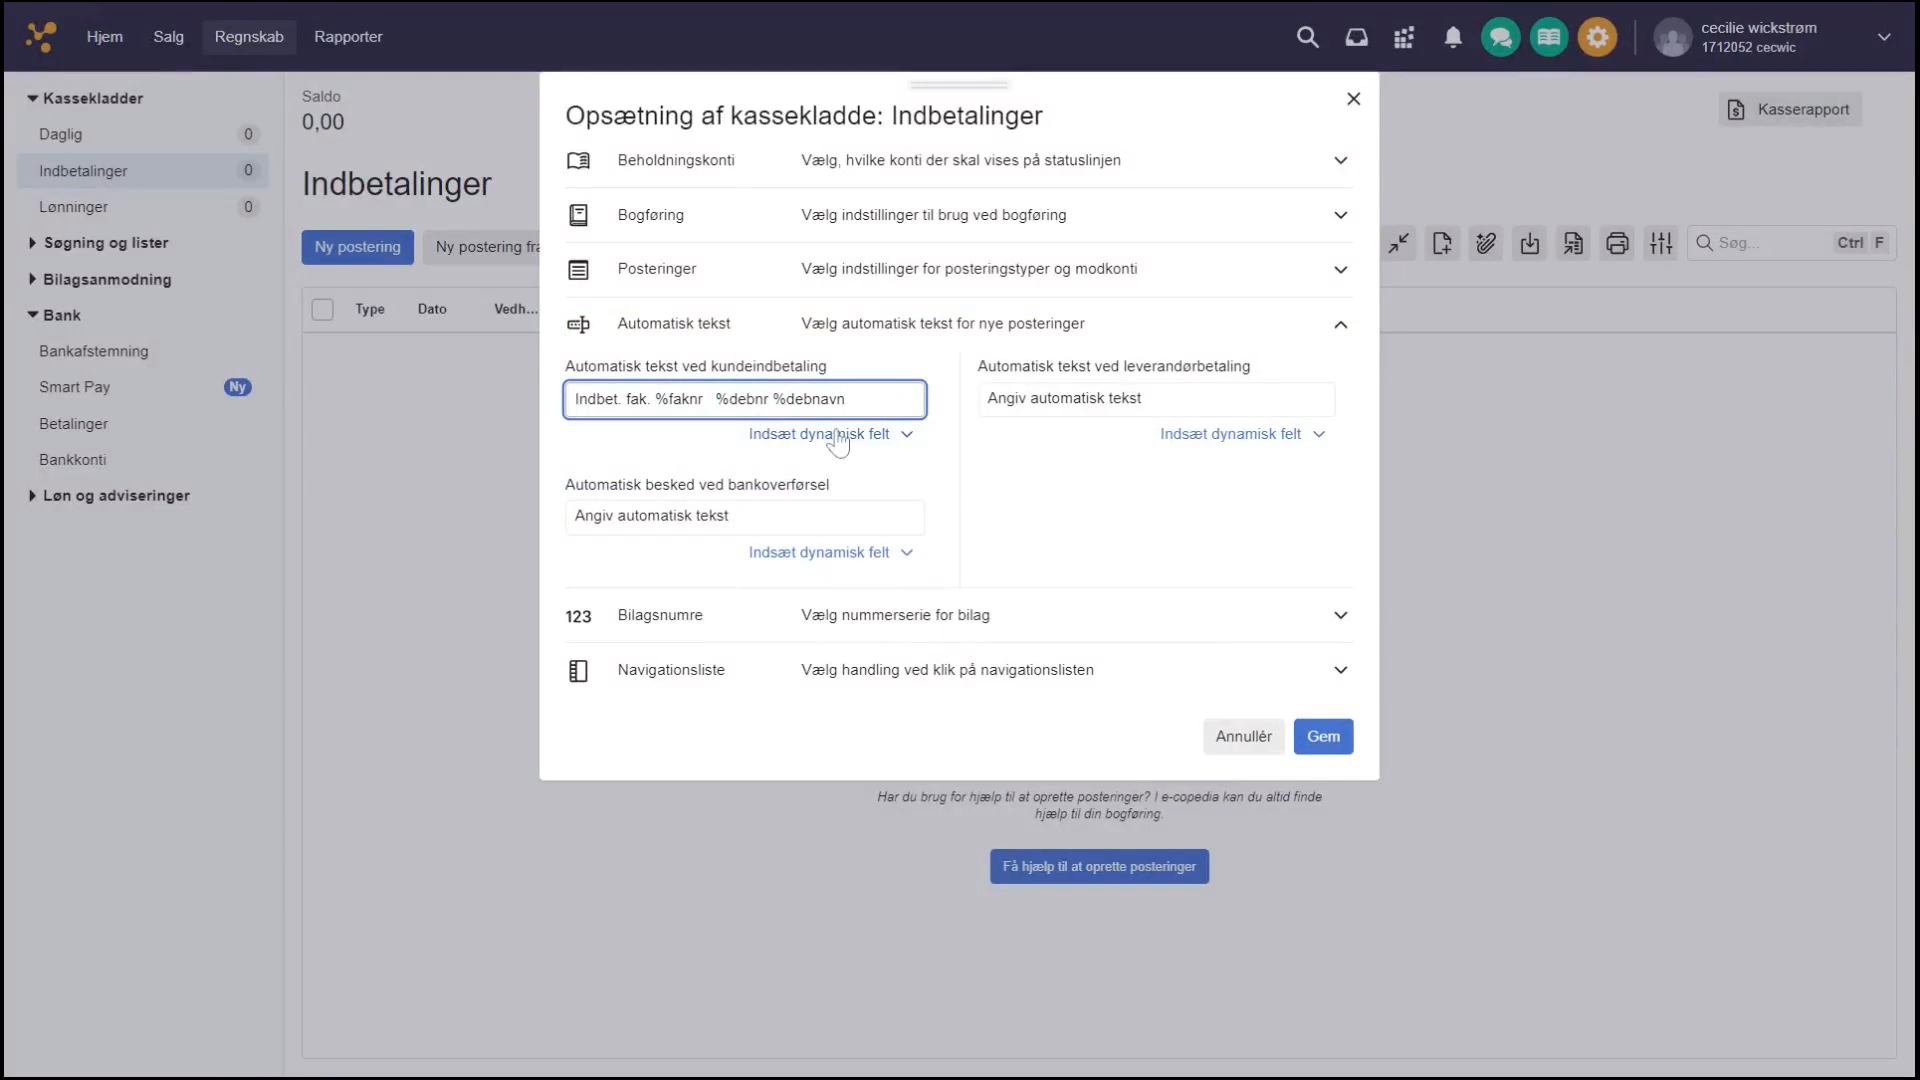 Hjem Salg Regnskab Rapporter
cecilie wickstrøm
1712052 cecwic
Kassekladder
Daglig 0
Indbetalinger 0
Lønninger 0
Søgning og lister
Bilagsanmodning
Bank
Bankafstemning
Smart Pay Ny
Betalinger
Bankkonti
Løn og adviseringer
Saldo
0,00
Kasserapport
Indbetalinger
Ny postering Ny postering fra
Søg... Ctrl F
Type Dato Vedh...
Opsætning af kassekladde: Indbetalinger
Beholdningskonti Vælg, hvilke konti der skal vises på statuslinjen
Bogføring Vælg indstillinger til brug ved bogføring
Posteringer Vælg indstillinger for posteringstyper og modkonti
Automatisk tekst Vælg automatisk tekst for nye posteringer
Automatisk tekst ved kundeindbetaling
Indbet. fak. %faknr %debnr %debnavn
Indsæt dynamisk felt
Automatisk tekst ved leverandørbetaling
Angiv automatisk tekst
Indsæt dynamisk felt
Automatisk besked ved bankoverførsel
Angiv automatisk tekst
Indsæt dynamisk felt
123 Bilagsnumre Vælg nummerserie for bilag
Navigationsliste Vælg handling ved klik på navigationslisten
Annullér Gem
Har du brug for hjælp til at oprette posteringer? I e-copedia kan du altid finde
hjælp til din bogføring.
Få hjælp til at oprette posteringer